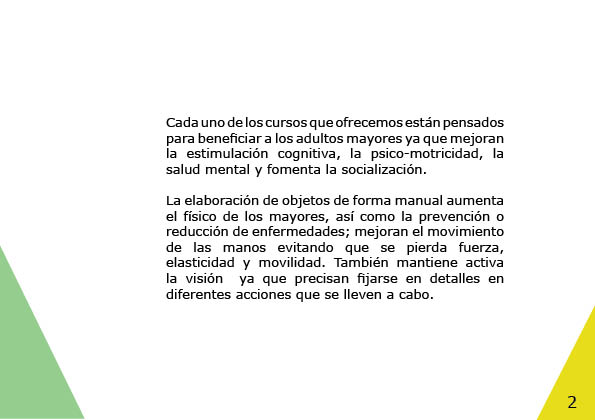 Cada uno de los cursos que ofrecemos están pensados
para beneficiar a los adultos mayores ya que mejoran
la estimulación cognitiva, la psico-motricidad, la
salud mental y fomenta la socialización.
La elaboración de objetos de forma manual aumenta
el físico de los mayores, así como la prevención o
reducción de enfermedades; mejoran el movimiento
de las manos evitando que se pierda fuerza,
elasticidad y movilidad. También mantiene activa
la visión  ya que precisan fijarse en detalles en
diferentes acciones que se lleven a cabo.
2